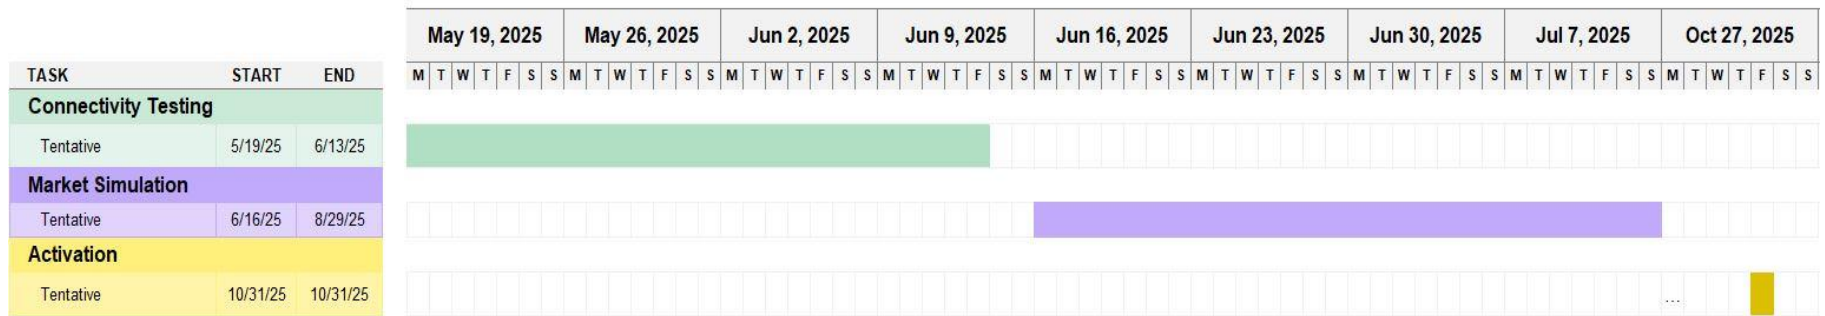 May 19, 2025 May 26, 2025 Jun 2, 2025 Jun 9, 2025 Jun 16, 2025 Jun 23, 2025 Jun 30, 2025 Jul 7, 2025 Oct 27, 2025
TASK START END M T W T F S S M T W T F S S M T W T F S S M T W T F S S M T W T F S S M T W T F S S M T W T F S S M T W T F S S M T W T F S S
Connectivity Testing
Tentative 5/19/25 6/13/25
Market Simulation
Tentative 6/16/25 8/29/25
Activation
Tentative 10/31/25 10/31/25 ...